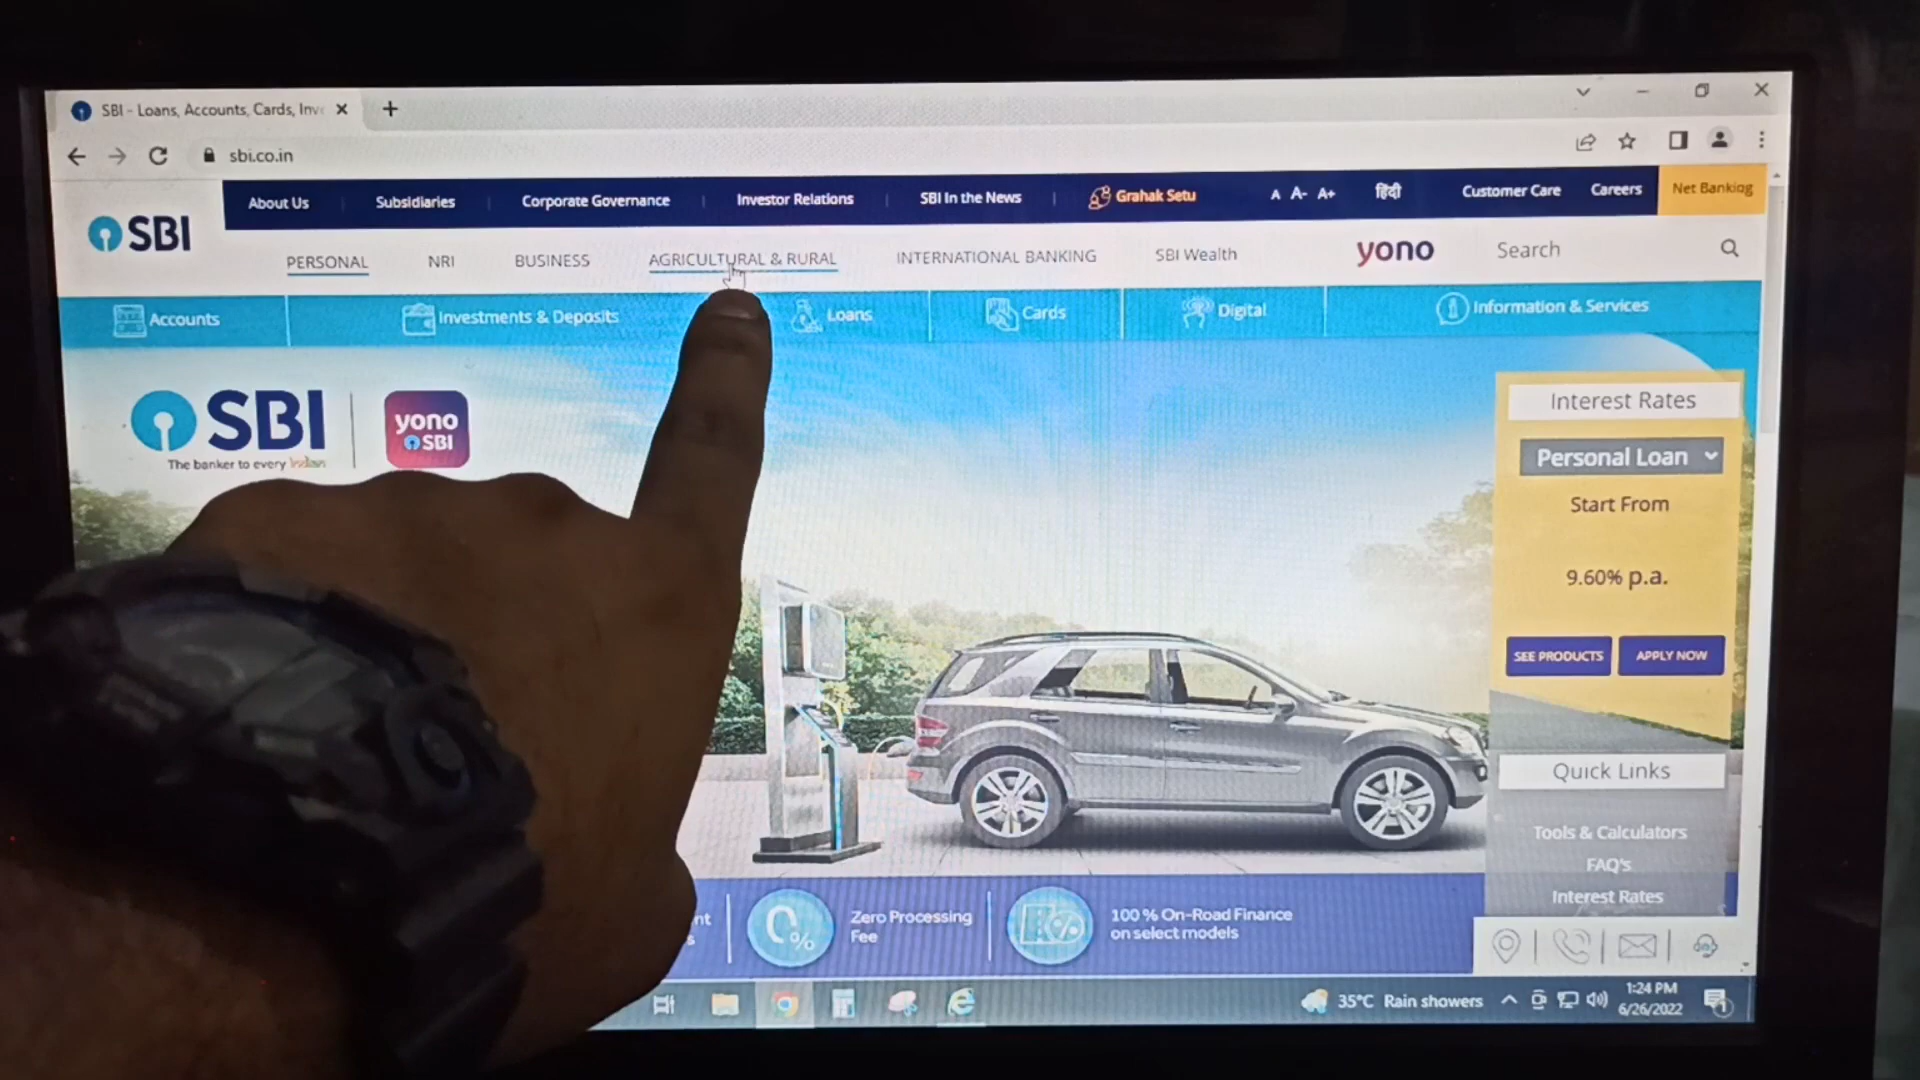 SBI - Loans, Accounts, Cards, Inv
sbi.co.in
About Us Subsidiaries Corporate Governance Investor Relations SBI In the News Grahak Setu A A- A+ हिंदी Customer Care Careers Net Banking
SBI
PERSONAL NRI BUSINESS AGRICULTURAL & RURAL INTERNATIONAL BANKING SBI Wealth yono Search
Accounts Investments & Deposits Loans Cards Digital Information & Services
SBI
The banker to every Indian
yono
SBI
Interest Rates
Personal Loan
Start From
9.60% p.a.
SEE PRODUCTS APPLY NOW
Quick Links
Tools & Calculators
FAQ's
Interest Rates
nt
s
0%
Zero Processing
Fee
100 % On-Road Finance
on select models
35°C Rain showers
1:24 PM
6/26/2022
1